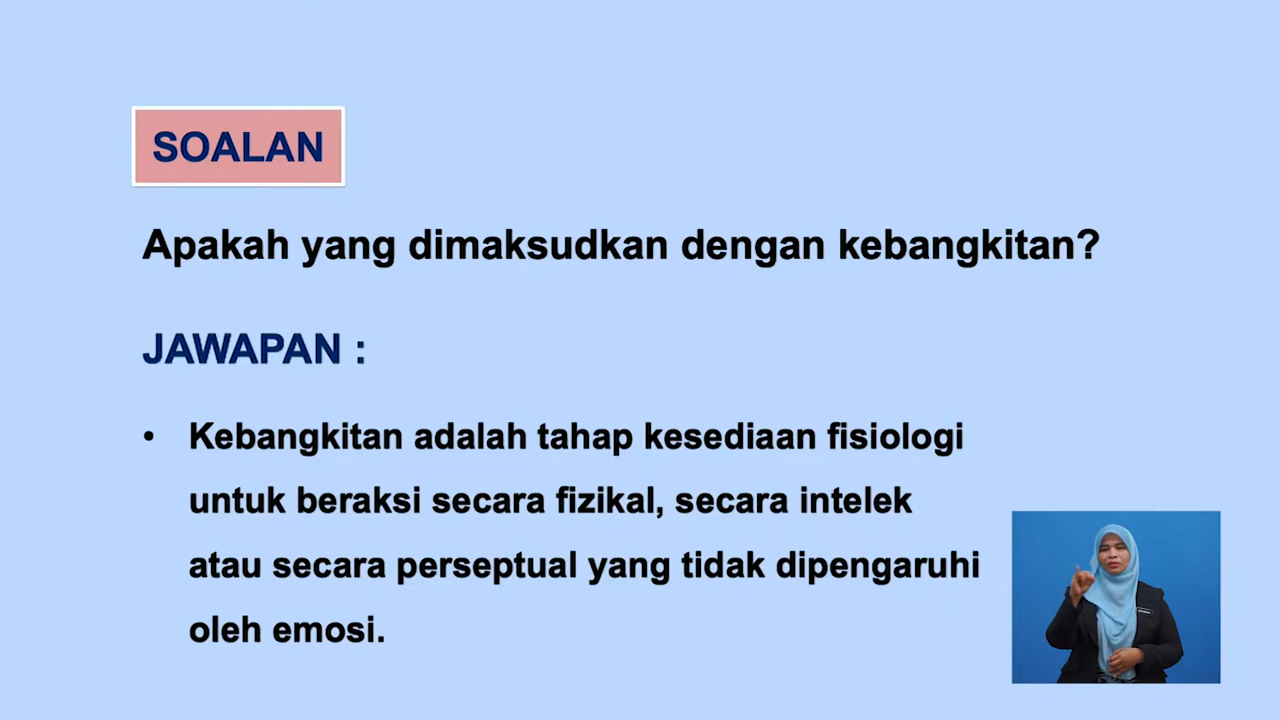 SOALAN
Apakah yang dimaksudkan dengan kebangkitan?
JAWAPAN :
• Kebangkitan adalah tahap kesediaan fisiologi
untuk beraksi secara fizikal, secara intelek
atau secara perseptual yang tidak dipengaruhi
oleh emosi.